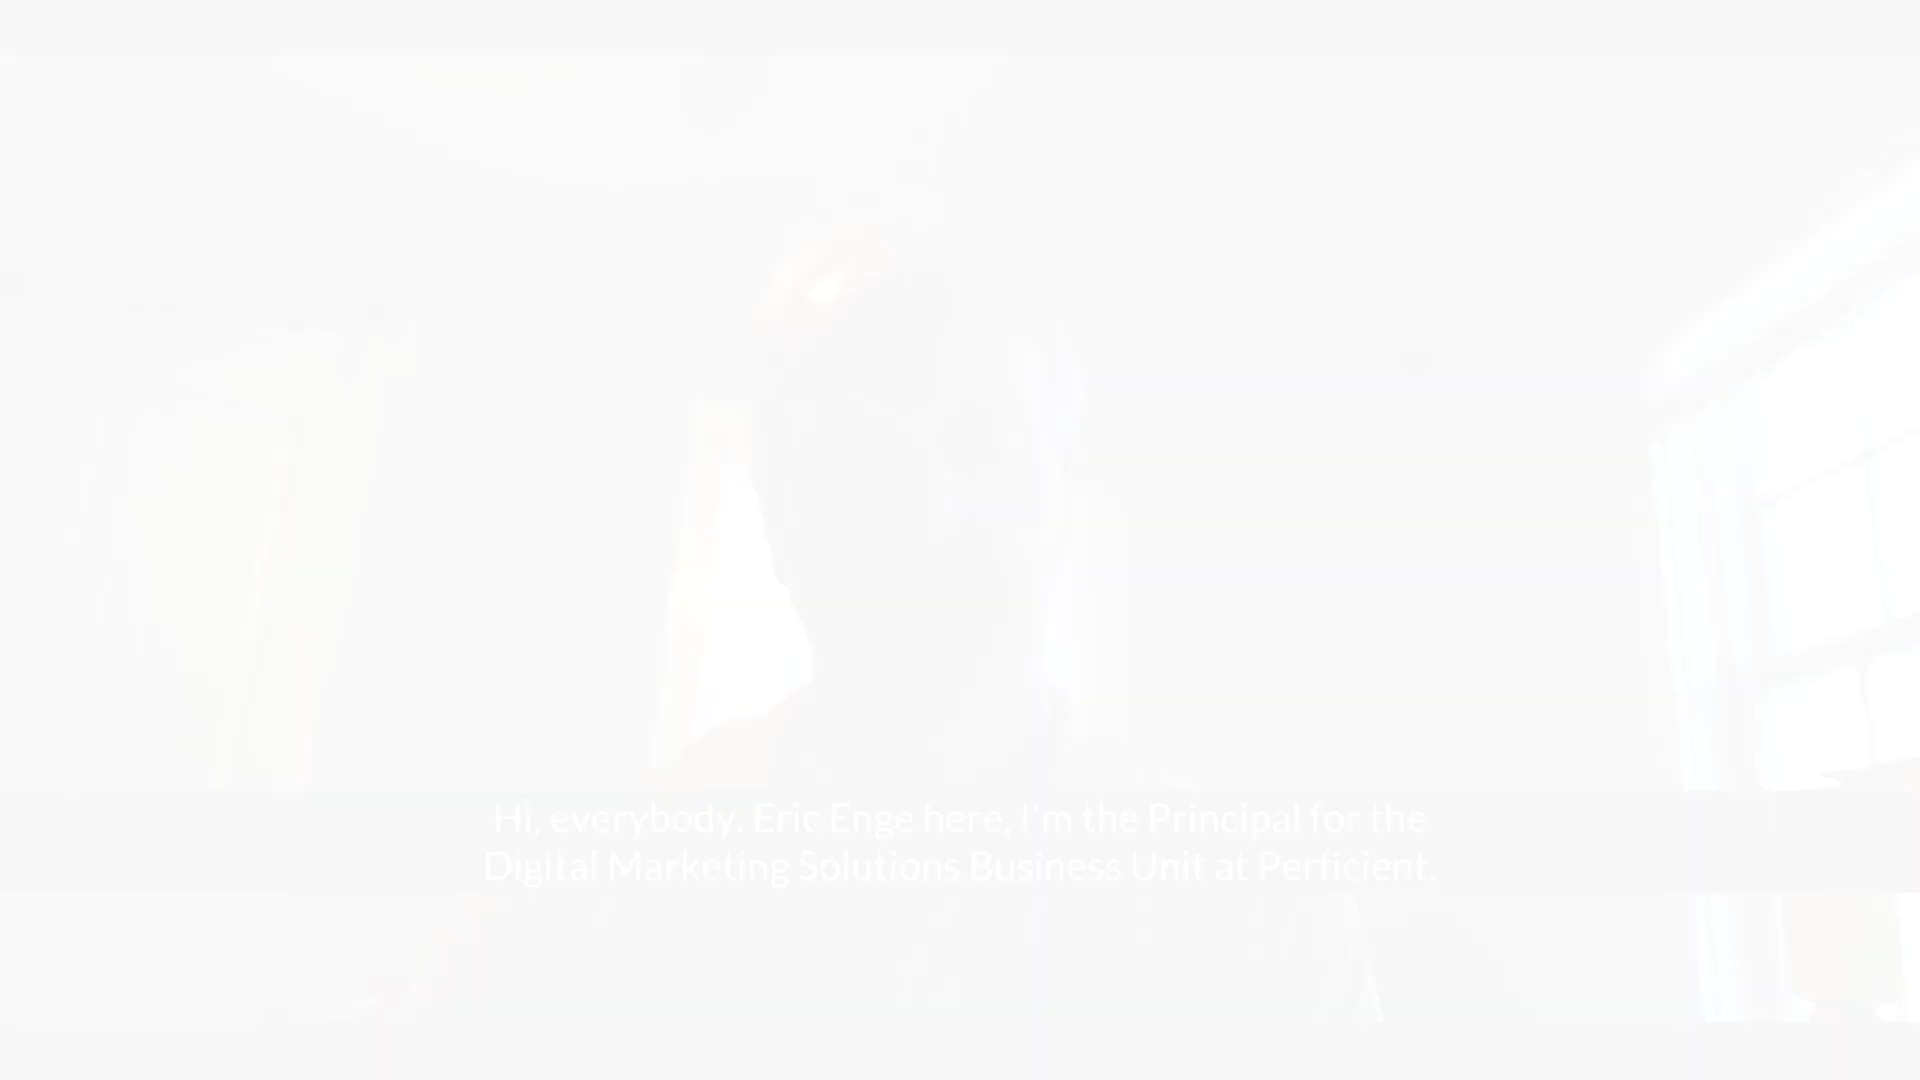 Hi, everybody. Eric Enge here, I'm the Principal for the
Digital Marketing Solutions Business Unit at Perficient.